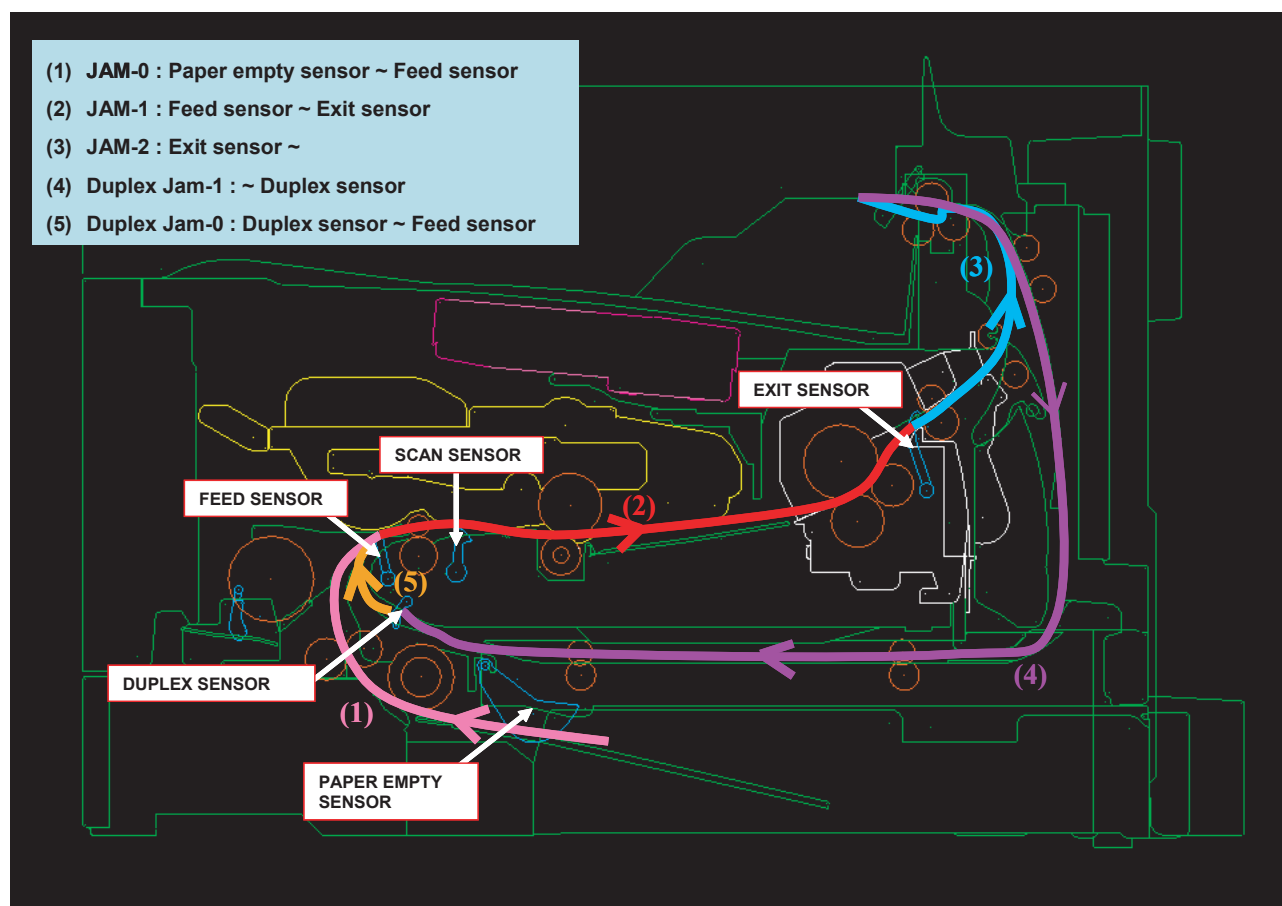 (1) JAM-0 : Paper empty sensor ~ Feed sensor
(2) JAM-1 : Feed sensor ~ Exit sensor
(3) JAM-2 : Exit sensor ~
(4) Duplex Jam-1 : ~ Duplex sensor
(5) Duplex Jam-0 : Duplex sensor ~ Feed sensor
(3)
EXIT SENSOR
SCAN SENSOR
FEED SENSOR
(2)
(5)
DUPLEX SENSOR
(4)
(1)
PAPER EMPTY
SENSOR